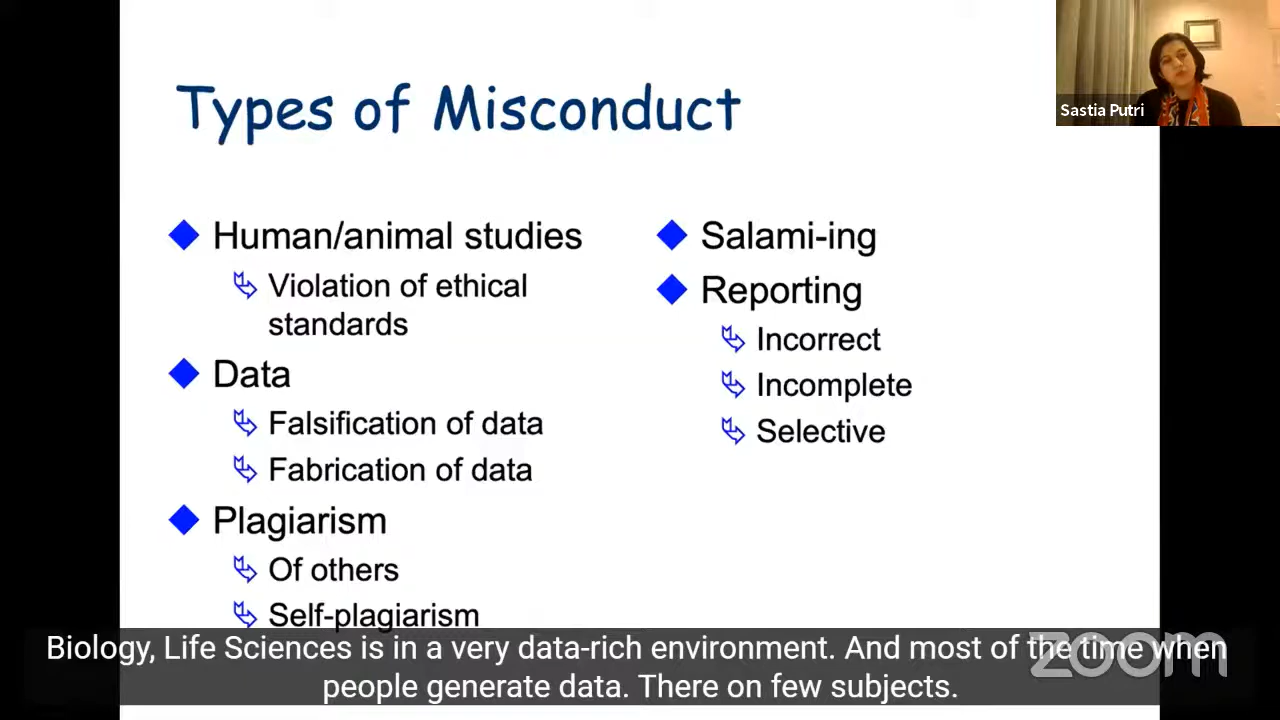 Types of Misconduct
Sastia Putri
Human/animal studies
Violation of ethical
standards
Data
Falsification of data
Fabrication of data
Plagiarism
Of others
Self-plagiarism
Salami-ing
Reporting
Incorrect
Incomplete
Selective
Biology, Life Sciences is in a very data-rich environment. And most of the time when
people generate data. There on few subjects.
zoom